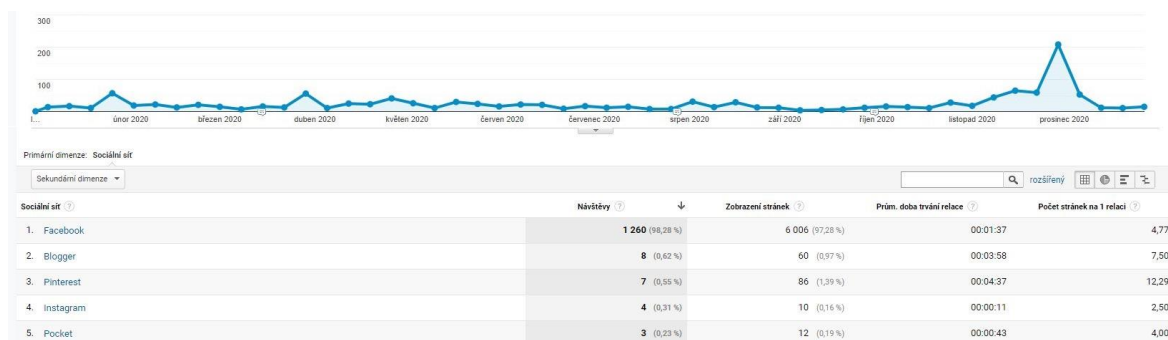 300
200
100
l... únor 2020 březen 2020 duben 2020 květen 2020 červen 2020 červenec 2020 srpen 2020 září 2020 říjen 2020 listopad 2020 prosinec 2020
Primární dimenze: Sociální síť
Sekundární dimenze
rozšířený
Sociální síť Návštěvy Zobrazení stránek Prům. doba trvání relace Počet stránek na 1 relaci
1. Facebook 1 260 (98,28 %) 6 006 (97,28 %) 00:01:37 4,77
2. Blogger 8 (0,62 %) 60 (0,97 %) 00:03:58 7,50
3. Pinterest 7 (0,55 %) 86 (1,39 %) 00:04:37 12,29
4. Instagram 4 (0,31 %) 10 (0,16 %) 00:00:11 2,50
5. Pocket 3 (0,23 %) 12 (0,19 %) 00:00:43 4,00